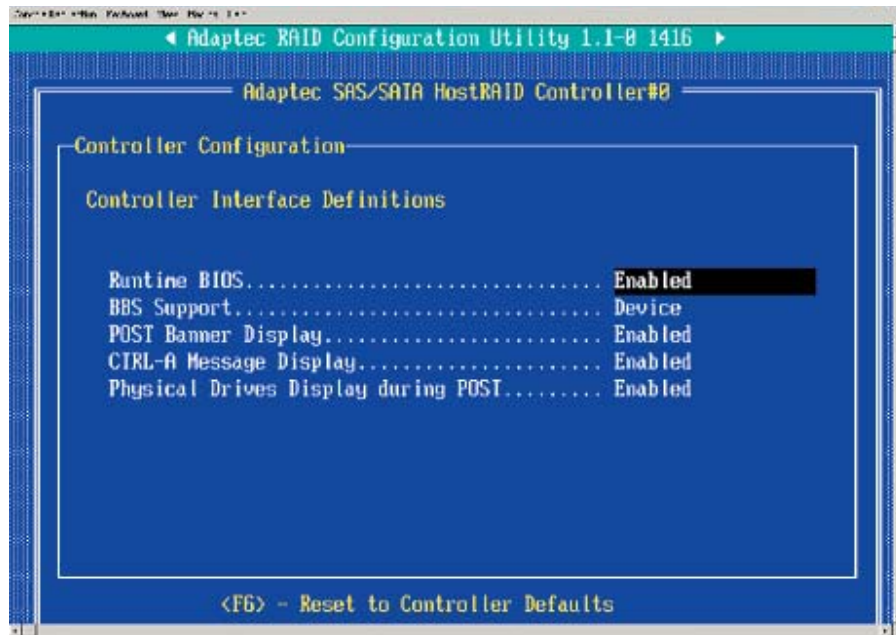 ◄ Adaptec RAID Configuration Utility 1.1-0 1416 ►
Adaptec SAS/SATA HostRAID Controller#0
Controller Configuration
Controller Interface Definitions
Runtime BIOS................................ Enabled
BBS Support................................. Device
POST Banner Display......................... Enabled
CTRL-A Message Display...................... Enabled
Physical Drives Display during POST......... Enabled
<F6> - Reset to Controller Defaults